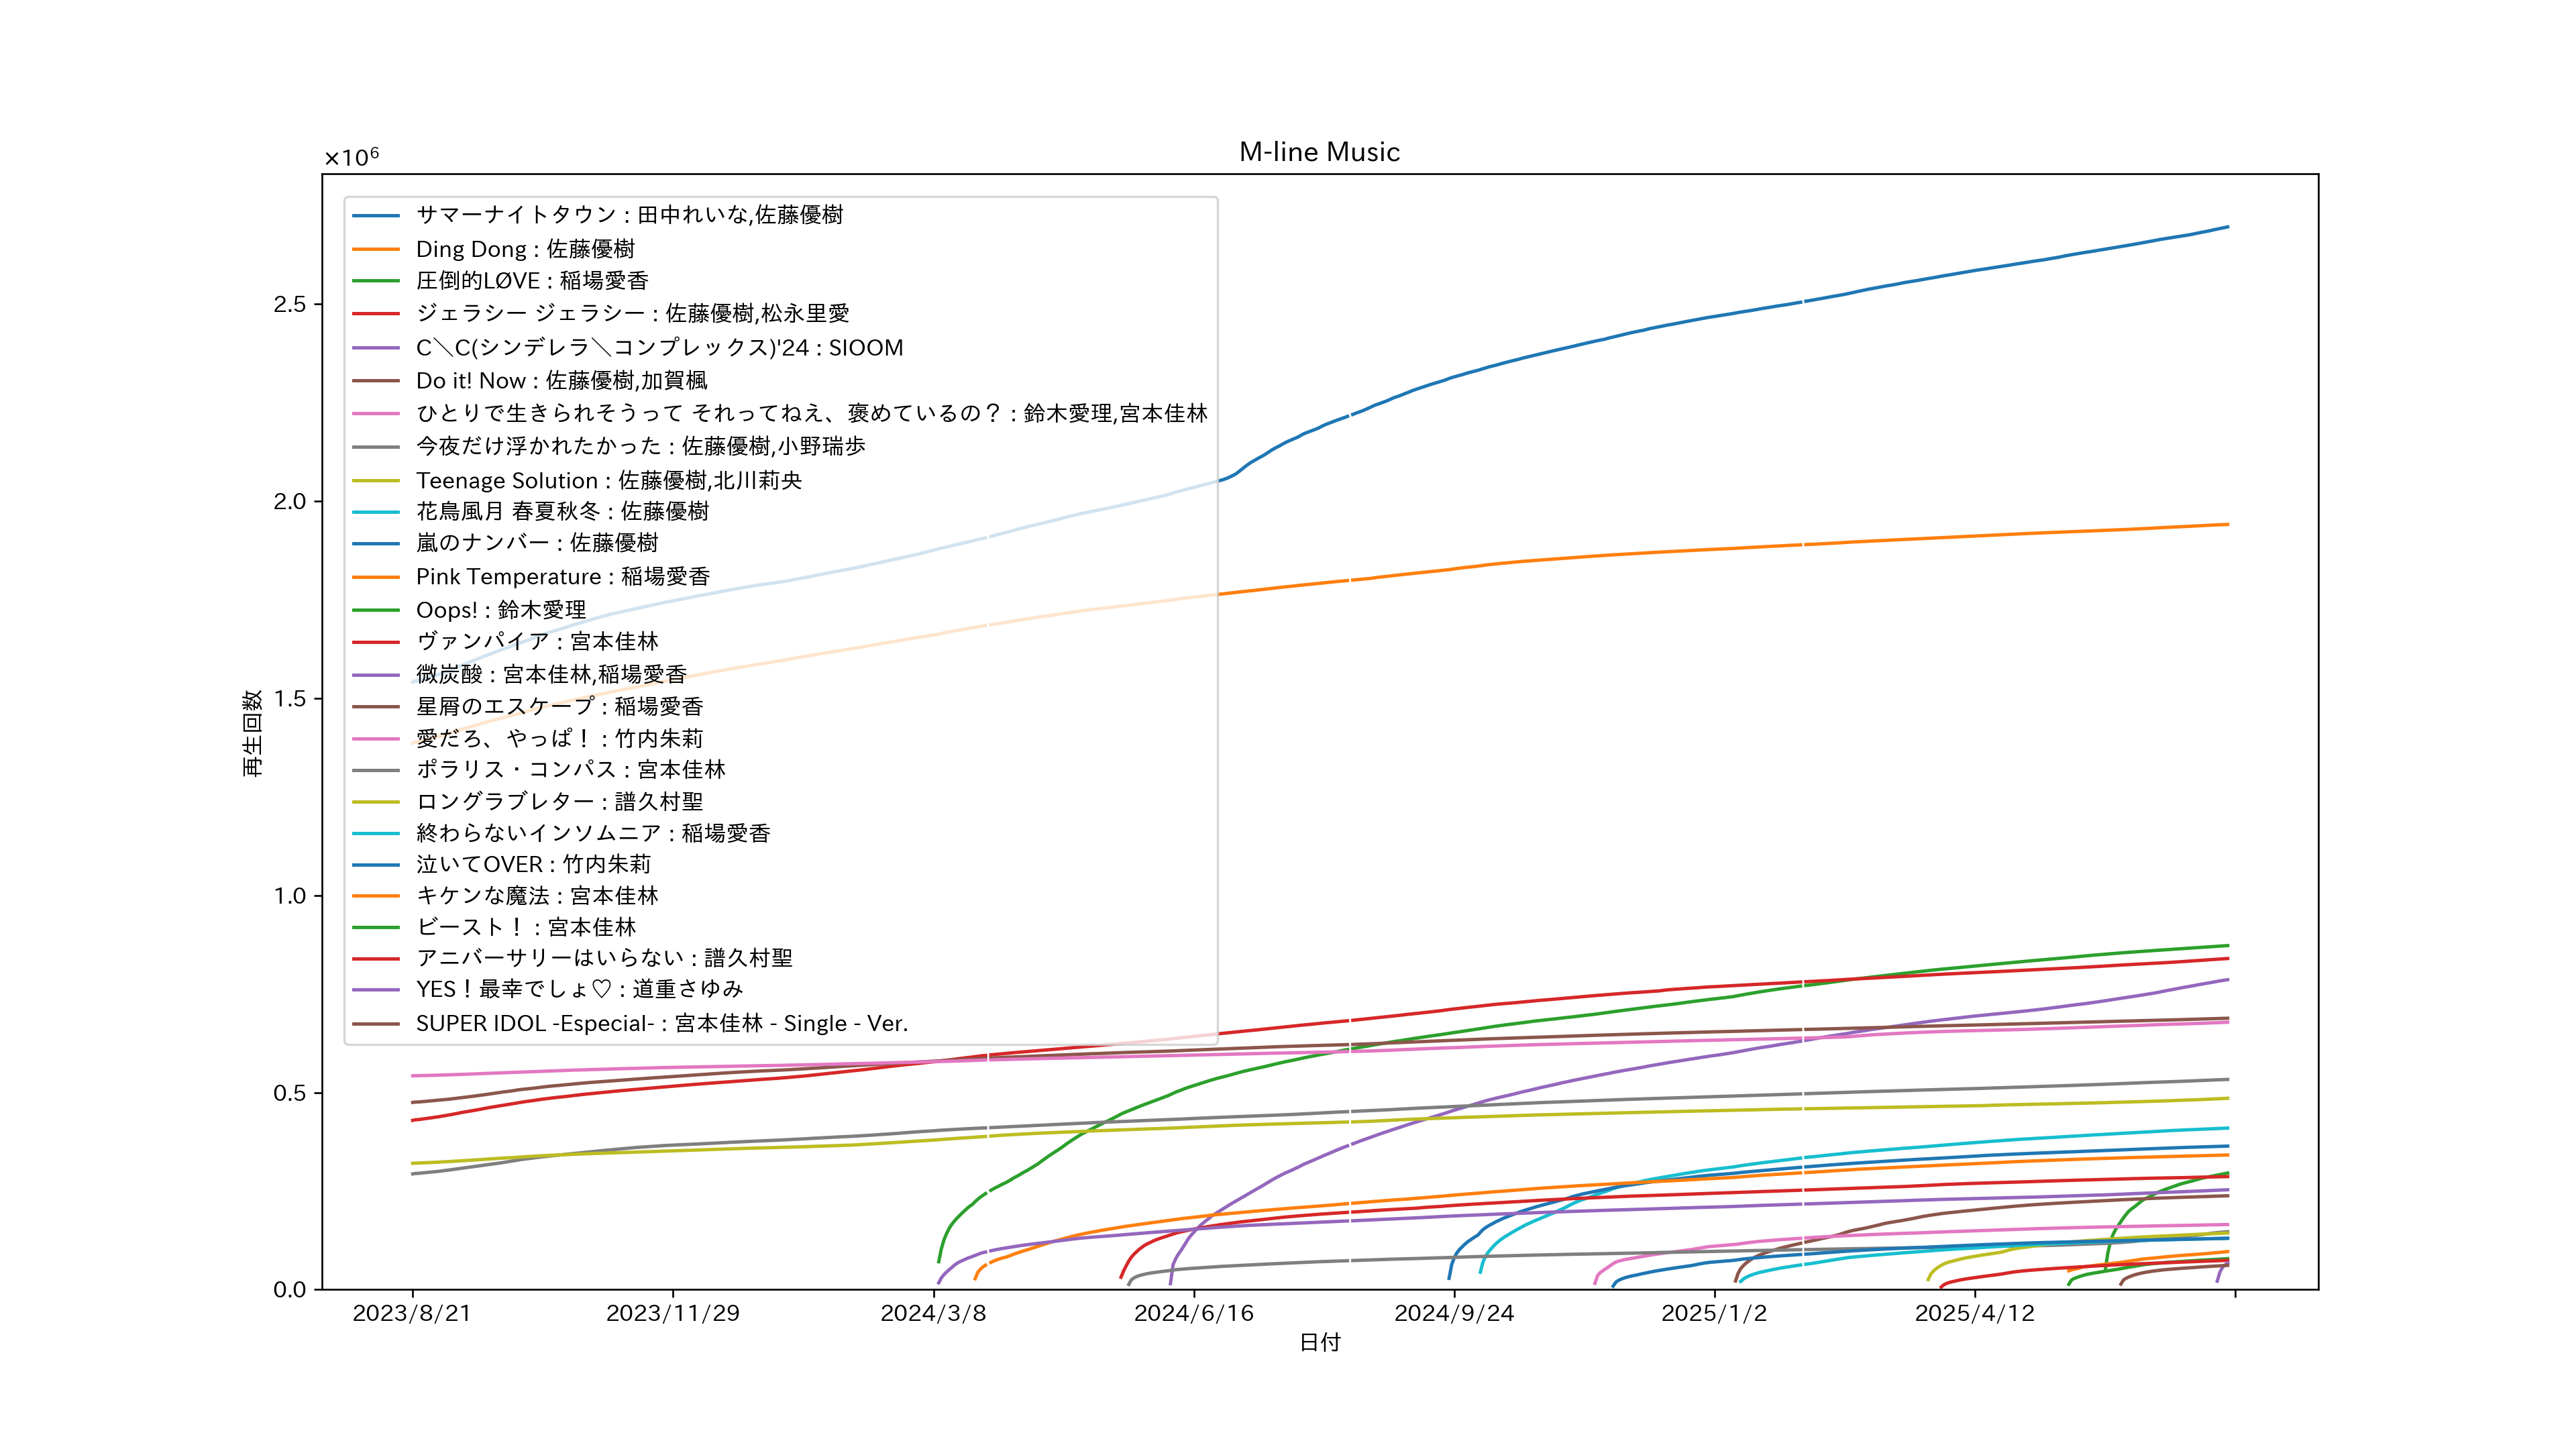 M-line Music
×10⁶
サマーナイトタウン : 田中れいな,佐藤優樹
Ding Dong : 佐藤優樹
圧倒的LØVE : 稲場愛香
ジェラシー ジェラシー : 佐藤優樹,松永里愛
C＼C(シンデレラ＼コンプレックス)'24 : SIOOM
Do it! Now : 佐藤優樹,加賀楓
ひとりで生きられそうって それってねえ、褒めているの？ : 鈴木愛理,宮本佳林
今夜だけ浮かれたかった : 佐藤優樹,小野瑞歩
Teenage Solution : 佐藤優樹,北川莉央
花鳥風月 春夏秋冬 : 佐藤優樹
嵐のナンバー : 佐藤優樹
Pink Temperature : 稲場愛香
Oops! : 鈴木愛理
ヴァンパイア : 宮本佳林
微炭酸 : 宮本佳林,稲場愛香
星屑のエスケープ : 稲場愛香
愛だろ、やっぱ！ : 竹内朱莉
ポラリス・コンパス : 宮本佳林
ロングラブレター : 譜久村聖
終わらないインソムニア : 稲場愛香
泣いてOVER : 竹内朱莉
キケンな魔法 : 宮本佳林
ビースト！ : 宮本佳林
アニバーサリーはいらない : 譜久村聖
YES！最幸でしょ♡ : 道重さゆみ
SUPER IDOL -Especial- : 宮本佳林 - Single - Ver.
2.5
2.0
1.5
1.0
0.5
0.0
再生回数
2023/8/21 2023/11/29 2024/3/8 2024/6/16 2024/9/24 2025/1/2 2025/4/12
日付